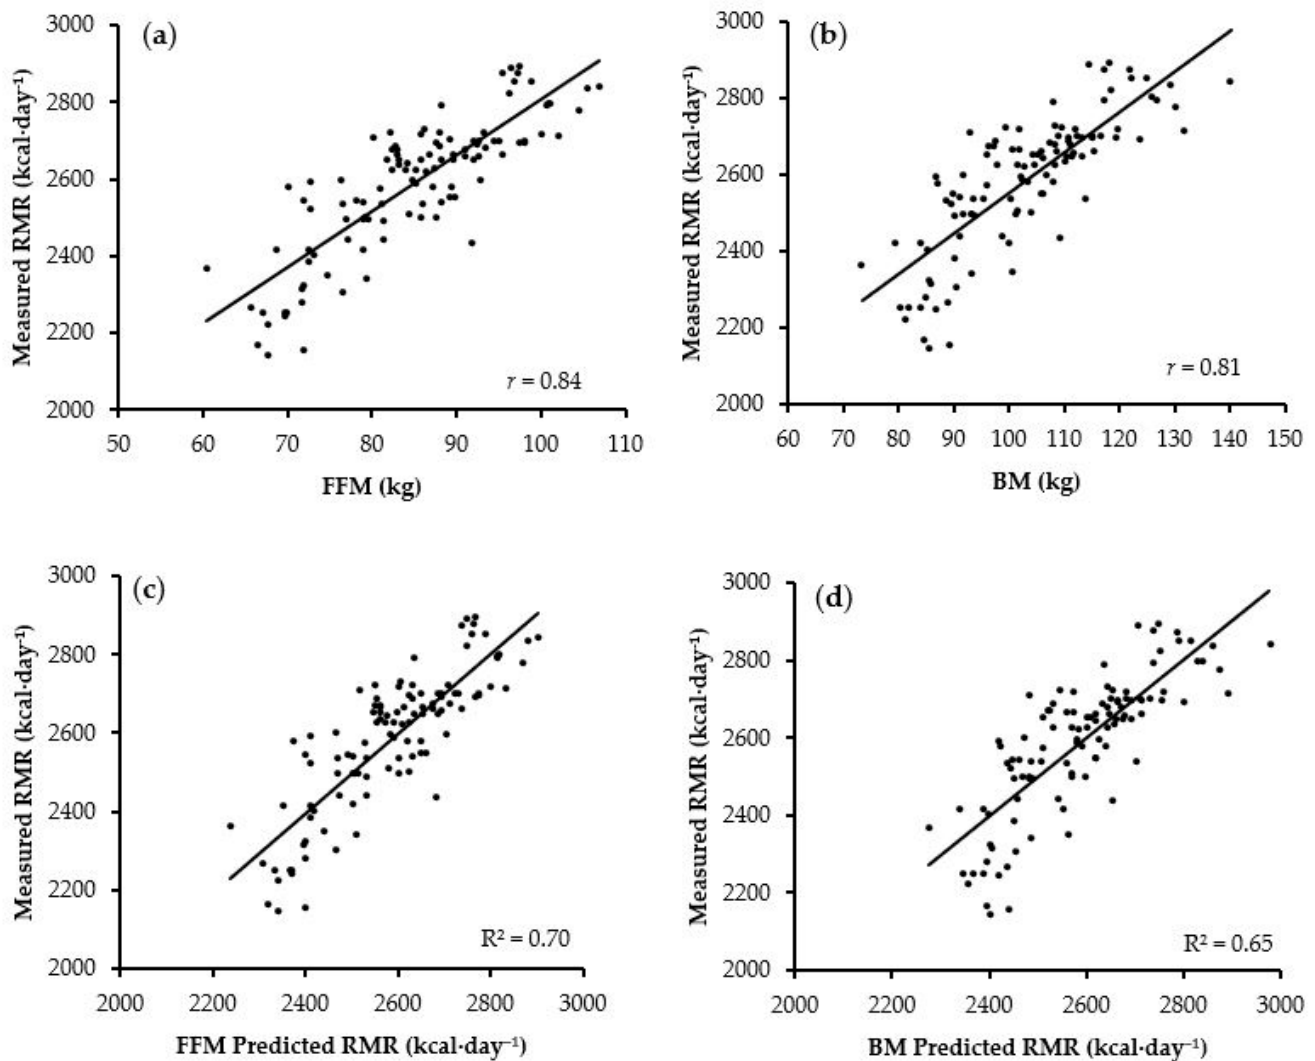 (a)
Measured RMR (kcal·day⁻¹)
3000
2800
2600
2400
2200
2000
50 60 70 80 90 100 110
r = 0.84
FFM (kg)
(b)
Measured RMR (kcal·day⁻¹)
3000
2800
2600
2400
2200
2000
60 70 80 90 100 110 120 130 140 150
r = 0.81
BM (kg)
(c)
Measured RMR (kcal·day⁻¹)
3000
2800
2600
2400
2200
2000
2000 2200 2400 2600 2800 3000
R² = 0.70
FFM Predicted RMR (kcal·day⁻¹)
(d)
Measured RMR (kcal·day⁻¹)
3000
2800
2600
2400
2200
2000
2000 2200 2400 2600 2800 3000
R² = 0.65
BM Predicted RMR (kcal·day⁻¹)